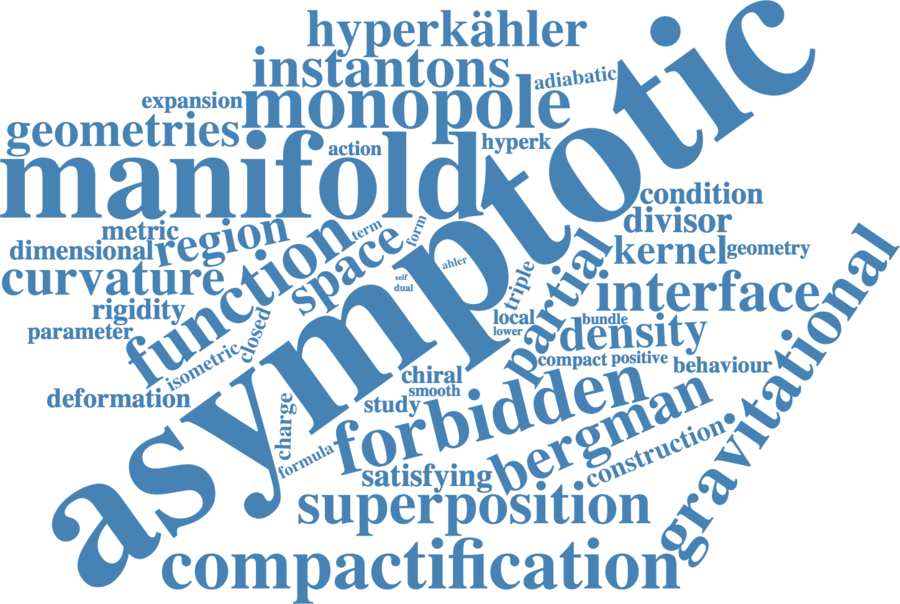 hyperkähler
instantons
adiabatic
expansion
monopole
asymptotic
geometries
action
hyperk
manifold
condition
metric
term
form
divisor
dimensional
region
function
space
ahler
kernel
geometry
curvature
self
dual
triple
partial
interface
gravitational
rigidity
closed
local
bundle
parameter
lower
density
isometric
compact
positive
behaviour
deformation
chiral
smooth
charge
study
forbidden
bergman
formula
satisfying
construction
superposition
compactification